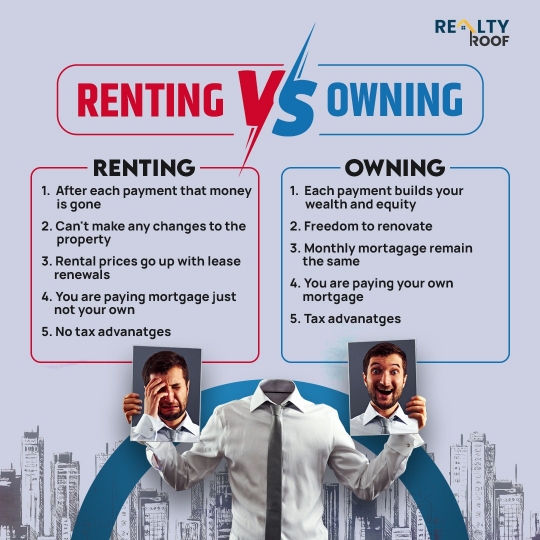 REALTY
ROOF
RENTING VS OWNING
RENTING
1. After each payment that money
is gone
2. Can't make any changes to the
property
3. Rental prices go up with lease
renewals
4. You are paying mortgage just
not your own
5. No tax advanatges
OWNING
1. Each payment builds your
wealth and equity
2. Freedom to renovate
3. Monthly mortagage remain
the same
4. You are paying your own
mortgage
5. Tax advanatges